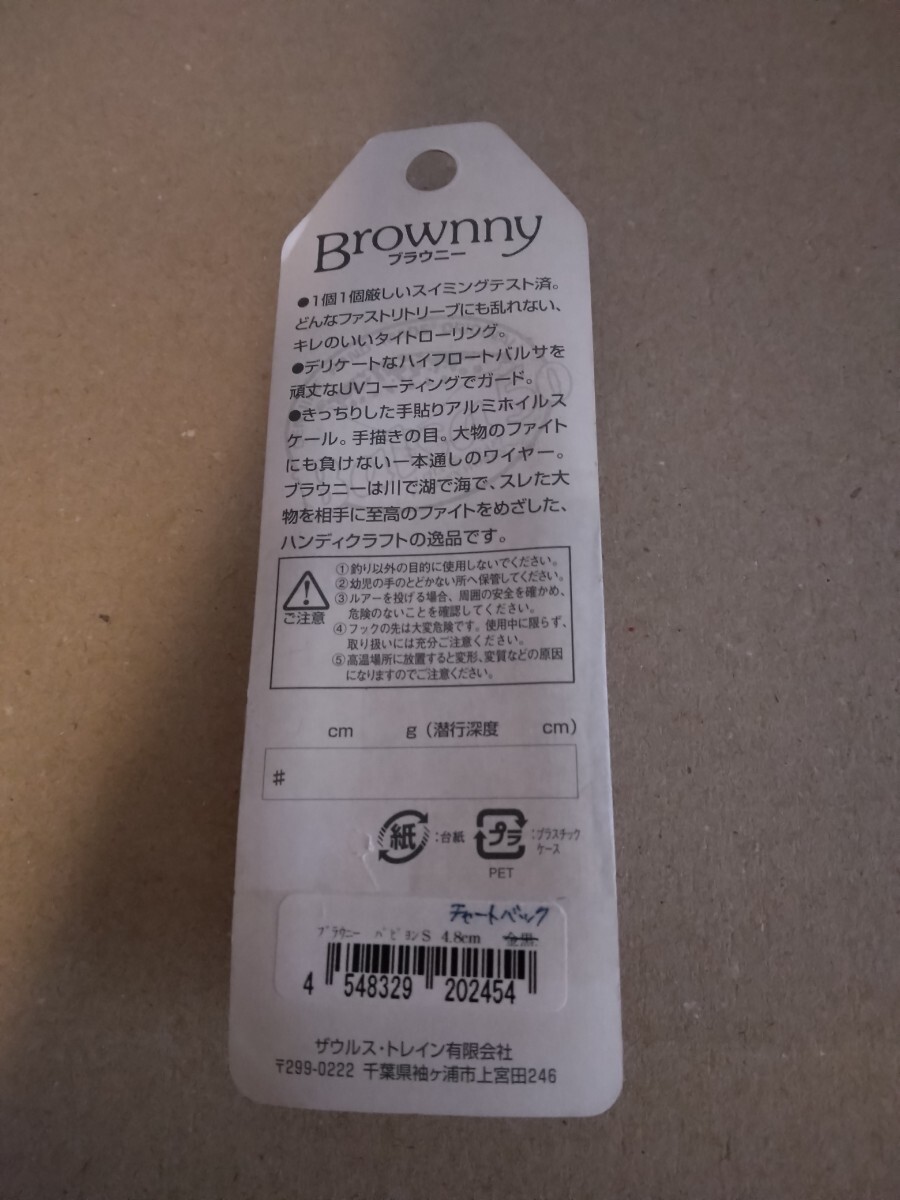 Brownny
ブラウニー
●1個1個厳しいスイミングテスト済。
どんなファストリトリーブにも乱れない、
キレのいいタイトローリング。
●デリケートなハイフロートバルサを
頑丈なUVコーティングでガード。
●きっちりした手貼りアルミホイルス
ケール。手描きの目。大物のファイト
にも負けない一本通しのワイヤー。
ブラウニーは川で湖で海で、スレた大
物を相手に至高のファイトをめざした、
ハンディクラフトの逸品です。
ご注意
①釣り以外の目的に使用しないでください。
②幼児の手のとどかない所へ保管してください。
③ルアーを投げる場合、周囲の安全を確かめ、
危険のないことを確認してください。
④フックの先は大変危険です。使用中に限らず、
取り扱いには充分ご注意ください。
⑤高温場所に放置すると変形、変質などの原因
になりますのでご注意ください。
cm g(潜行深度 cm)
#
紙:台紙 プラ:プラスチック
ケース
PET
チャートバック
ブラウニー パピヨンS 4.8cm 金黒
4 548329 202454
ザウルス・トレイン有限会社
〒299-0222 千葉県袖ヶ浦市上宮田246